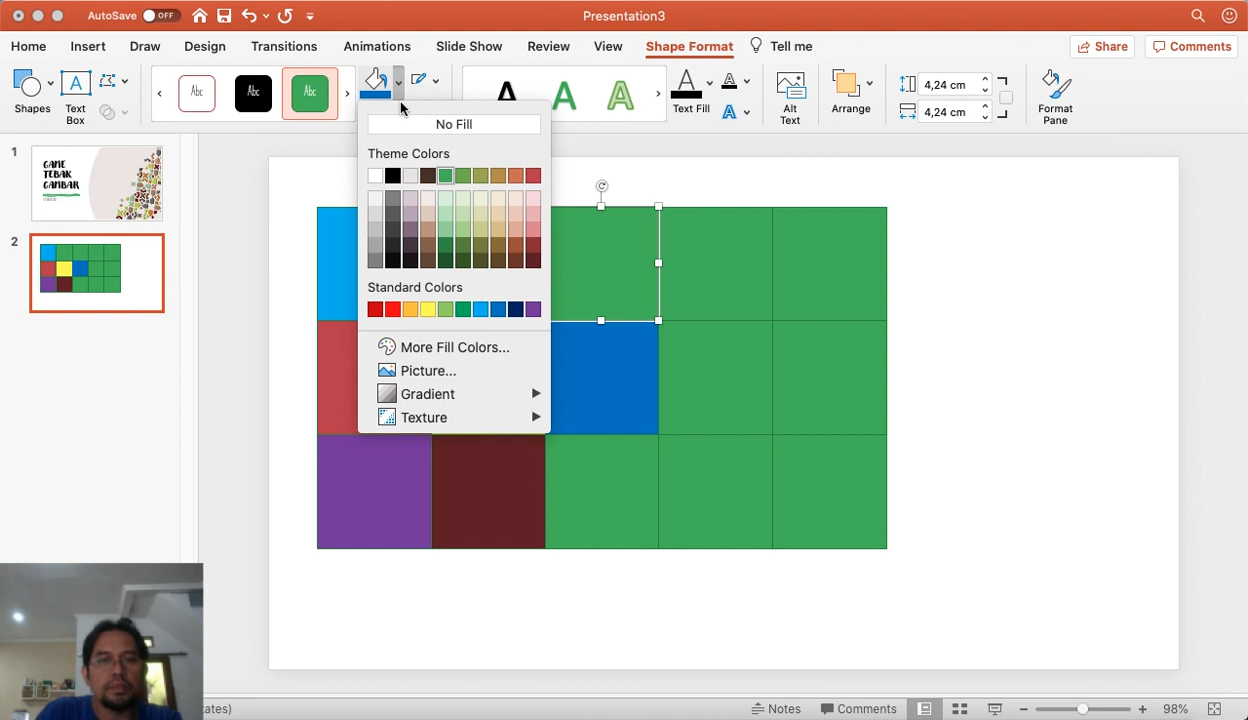 AutoSave OFF
Presentation3
Home Insert Draw Design Transitions Animations Slide Show Review View Shape Format Tell me
Share Comments
Shapes
Text Box
Abc Abc Abc
A A A
A
Text Fill
A
A
Alt Text
Arrange
4,24 cm
4,24 cm
Format Pane
No Fill
Theme Colors
Standard Colors
More Fill Colors...
Picture...
Gradient
Texture
1
GAME
TEBAK
GAMBAR
2
ates)
Notes Comments 98%